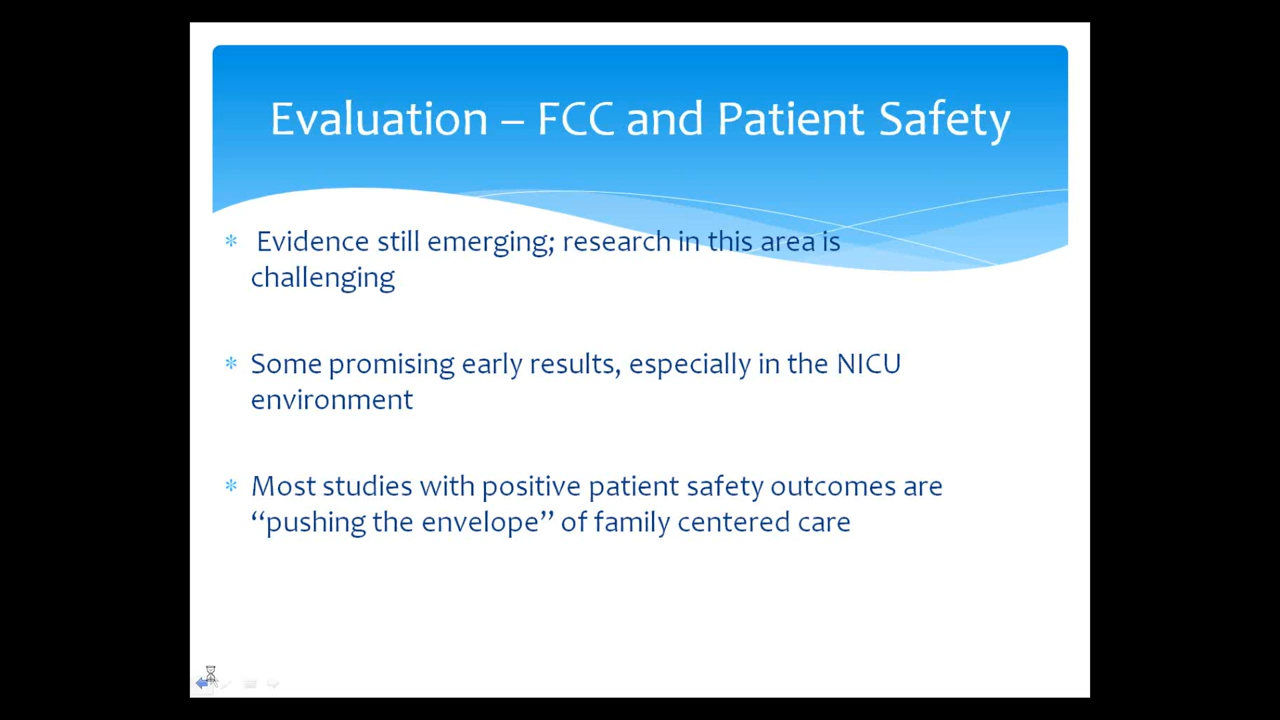 Evaluation – FCC and Patient Safety
* Evidence still emerging; research in this area is
challenging
* Some promising early results, especially in the NICU
environment
* Most studies with positive patient safety outcomes are
“pushing the envelope” of family centered care